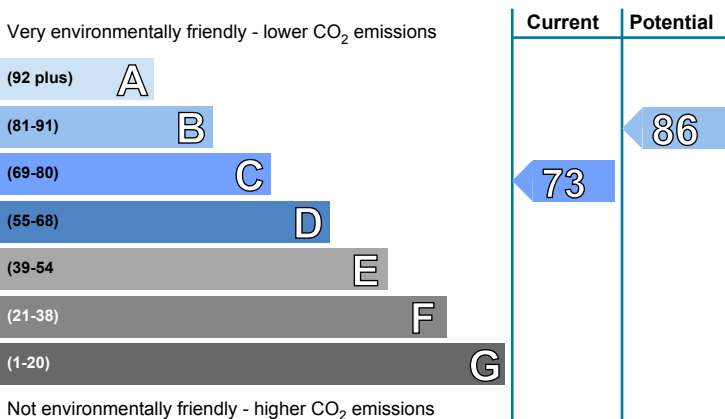 Current Potential
Very environmentally friendly - lower CO2 emissions
(92 plus) A
(81-91) B
86
(69-80) C
73
(55-68) D
(39-54 E
(21-38) F
(1-20) G
Not environmentally friendly - higher CO2 emissions